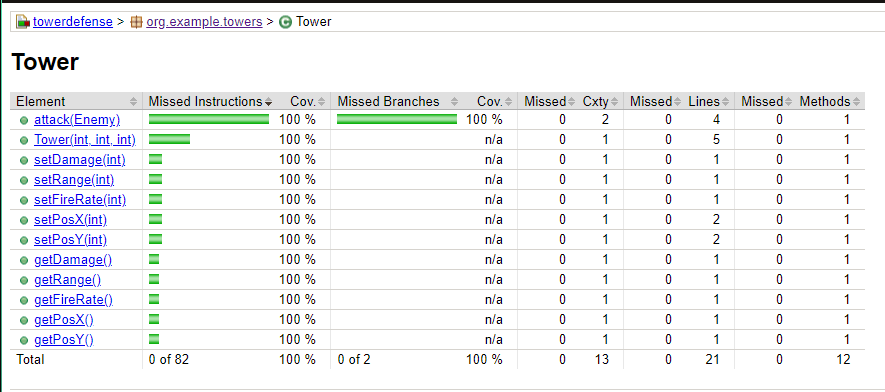 towerdefense > org.example.towers > Tower
Tower
Element Missed Instructions Cov. Missed Branches Cov. Missed Cxty Missed Lines Missed Methods
attack(Enemy) 100 % 100 % 0 2 0 4 0 1
Tower(int, int, int) 100 % n/a 0 1 0 5 0 1
setDamage(int) 100 % n/a 0 1 0 1 0 1
setRange(int) 100 % n/a 0 1 0 1 0 1
setFireRate(int) 100 % n/a 0 1 0 1 0 1
setPosX(int) 100 % n/a 0 1 0 2 0 1
setPosY(int) 100 % n/a 0 1 0 2 0 1
getDamage() 100 % n/a 0 1 0 1 0 1
getRange() 100 % n/a 0 1 0 1 0 1
getFireRate() 100 % n/a 0 1 0 1 0 1
getPosX() 100 % n/a 0 1 0 1 0 1
getPosY() 100 % n/a 0 1 0 1 0 1
Total 0 of 82 100 % 0 of 2 100 % 0 13 0 21 0 12